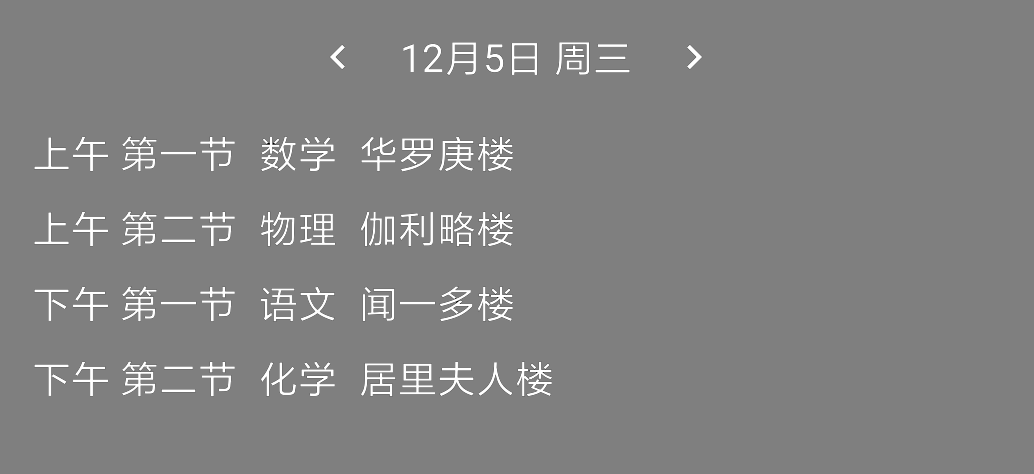 12月5日 周三
上午 第一节 数学 华罗庚楼
上午 第二节 物理 伽利略楼
下午 第一节 语文 闻一多楼
下午 第二节 化学 居里夫人楼